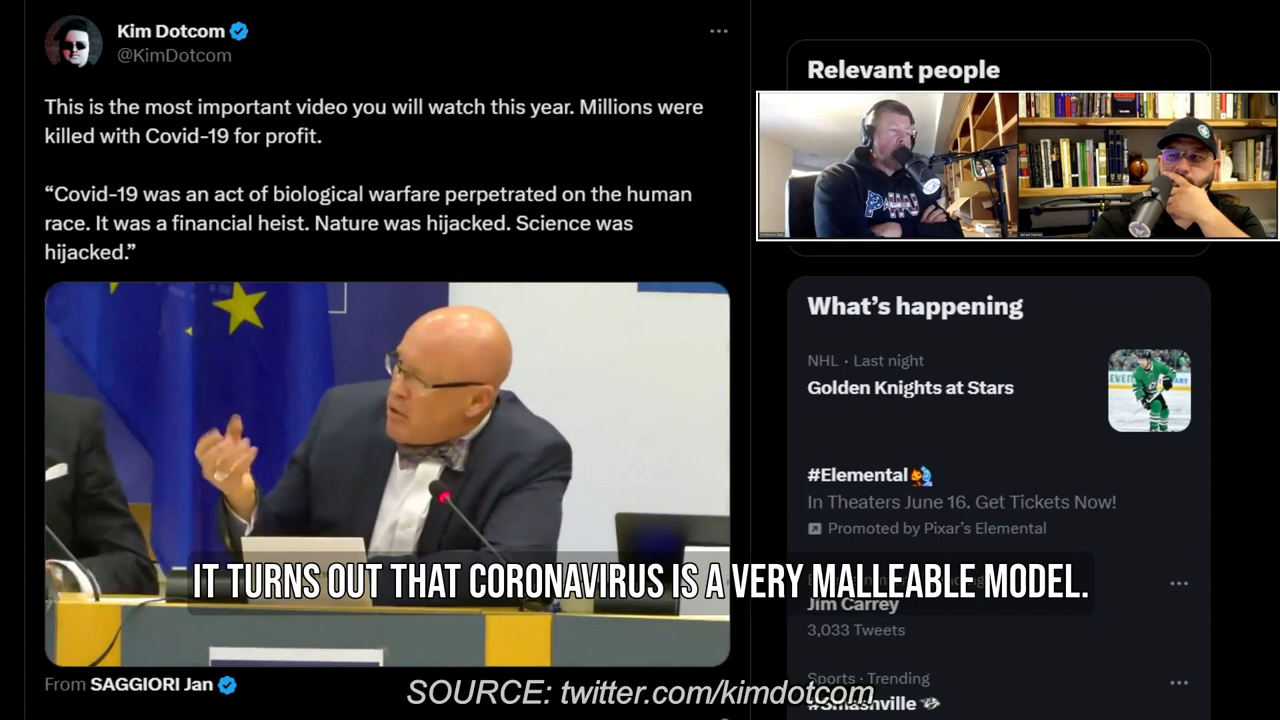 Kim Dotcom
@KimDotcom
This is the most important video you will watch this year. Millions were
killed with Covid-19 for profit.
“Covid-19 was an act of biological warfare perpetrated on the human
race. It was a financial heist. Nature was hijacked. Science was
hijacked.”
IT TURNS OUT THAT CORONAVIRUS IS A VERY MALLEABLE MODEL.
From SAGGIORI Jan
SOURCE: twitter.com/kimdotcom
Relevant people
What’s happening
NHL · Last night
Golden Knights at Stars
#Elemental
In Theaters June 16. Get Tickets Now!
Promoted by Pixar’s Elemental
Jim Carrey
3,033 Tweets
Sports · Trending
#Smashville